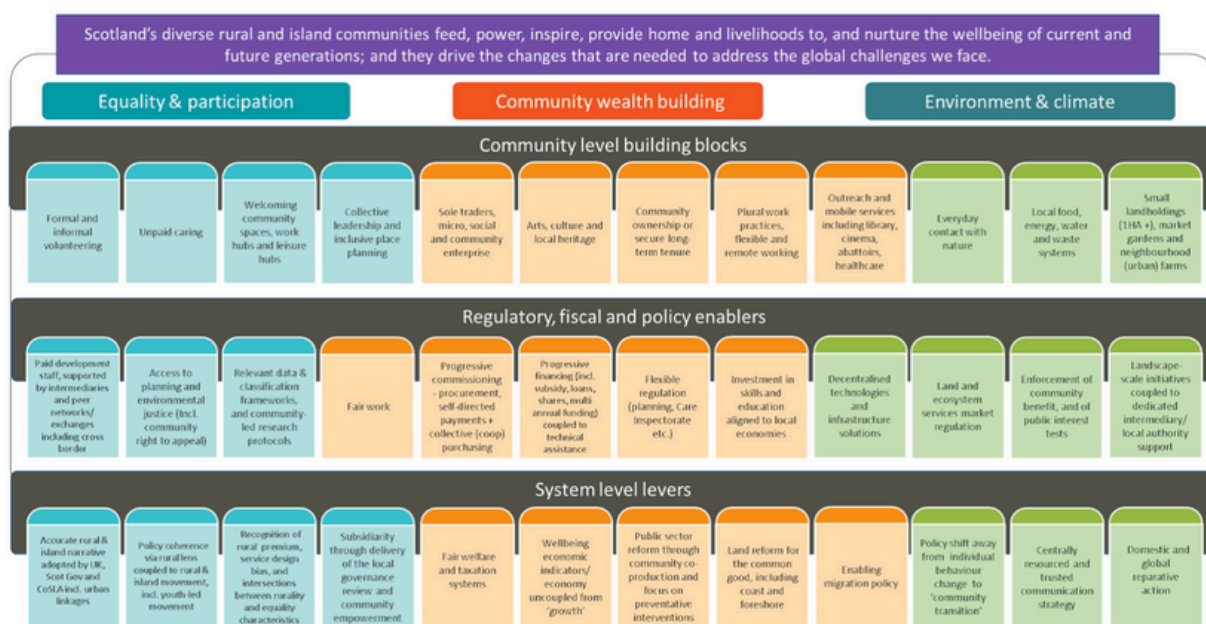 Scotland's diverse rural and island communities feed, power, inspire, provide home and livelihoods to, and nurture the wellbeing of current and
future generations; and they drive the changes that are needed to address the global challenges we face.
Equality & participation
Community wealth building
Environment & climate
Community level building blocks
Formal and
informal
volunteering
Unpaid caring
Welcoming
community
spaces, work
hubs and leisure
hubs
Collective
leadership and
inclusive place
planning
Sole traders,
micro, social
and community
enterprise
Arts, culture and
local heritage
Community
ownership or
secure long-
term tenure
Plural work
practices,
flexible and
remote working
Outreach and
mobile services
including library,
cinema,
abattoirs,
healthcare
Everyday
contact with
nature
Local food,
energy, water
and waste
systems
Small
landholdings
(1HA +), market
gardens and
neighbourhood
(urban) farms
Regulatory, fiscal and policy enablers
Paid development
staff, supported
by intermediaries
and peer
networks/
exchanges
including cross
border
Access to
planning and
environmental
justice (Incl.
community
right to appeal)
Relevant data &
classification
frameworks,
and community-
led research
protocols
Fair work
Progressive
commissioning
- procurement,
self-directed
payments +
collective (coop)
purchasing
Progressive
financing (incl.
subsidy, loans,
shares, multi
annual funding)
coupled to
technical
assistance
Flexible
regulation
(planning, Care
Inspectorate
etc.)
Investment in
skills and
education
aligned to local
economies
Decentralised
technologies
and
infrastructure
solutions
Land and
ecosystem
services market
regulation
Enforcement of
community
benefit, and of
public interest
tests
Landscape-
scale initiatives
coupled to
dedicated
intermediary/
local authority
support
System level levers
Accurate rural &
island narrative
adopted by UK,
Scot Gov and
CoSLA incl. urban
linkages
Policy coherence
via rural lens
coupled to rural &
island movement,
incl. youth-led
movement
Recognition of
rural premium,
service design
bias, and
intersections
between rurality
and equality
characteristics
Subsidiarity
through delivery
of the local
governance
review and
community
empowerment
Fair welfare
and taxation
systems
Wellbeing
economic
indicators/
economy
uncoupled from
'growth'
Public sector
reform through
community co-
production and
focus on
preventative
interventions
Land reform for
the common
good, including
coast and
foreshore
Enabling
migration policy
Policy shift away
from individual
behaviour
change to
'community
transition'
Centrally
resourced and
trusted
communication
strategy
Domestic and
global
reparative
action